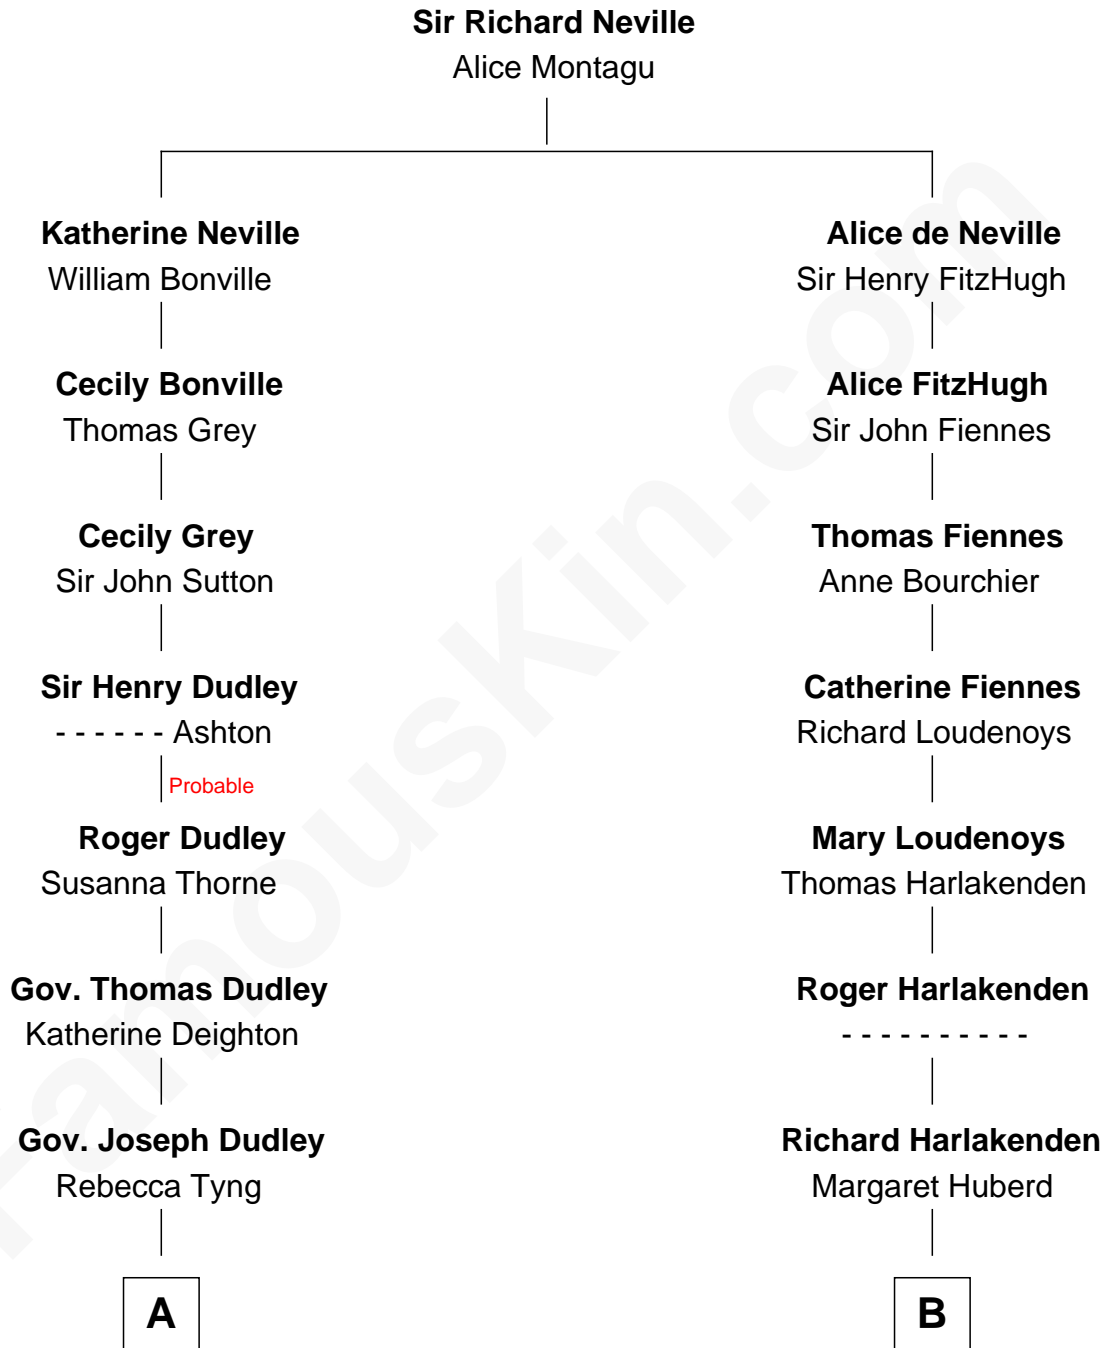 Sir Richard Neville
Alice Montagu
Katherine Neville
William Bonville
Cecily Bonville
Thomas Grey
Cecily Grey
Sir John Sutton
Sir Henry Dudley
- - - - - - Ashton
Probable
Roger Dudley
Susanna Thorne
Gov. Thomas Dudley
Katherine Deighton
Gov. Joseph Dudley
Rebecca Tyng
A
Alice de Neville
Sir Henry FitzHugh
Alice FitzHugh
Sir John Fiennes
Thomas Fiennes
Anne Bourchier
Catherine Fiennes
Richard Loudenoys
Mary Loudenoys
Thomas Harlakenden
Roger Harlakenden
- - - - - - - - - -
Richard Harlakenden
Margaret Huberd
B
FamousKin.com